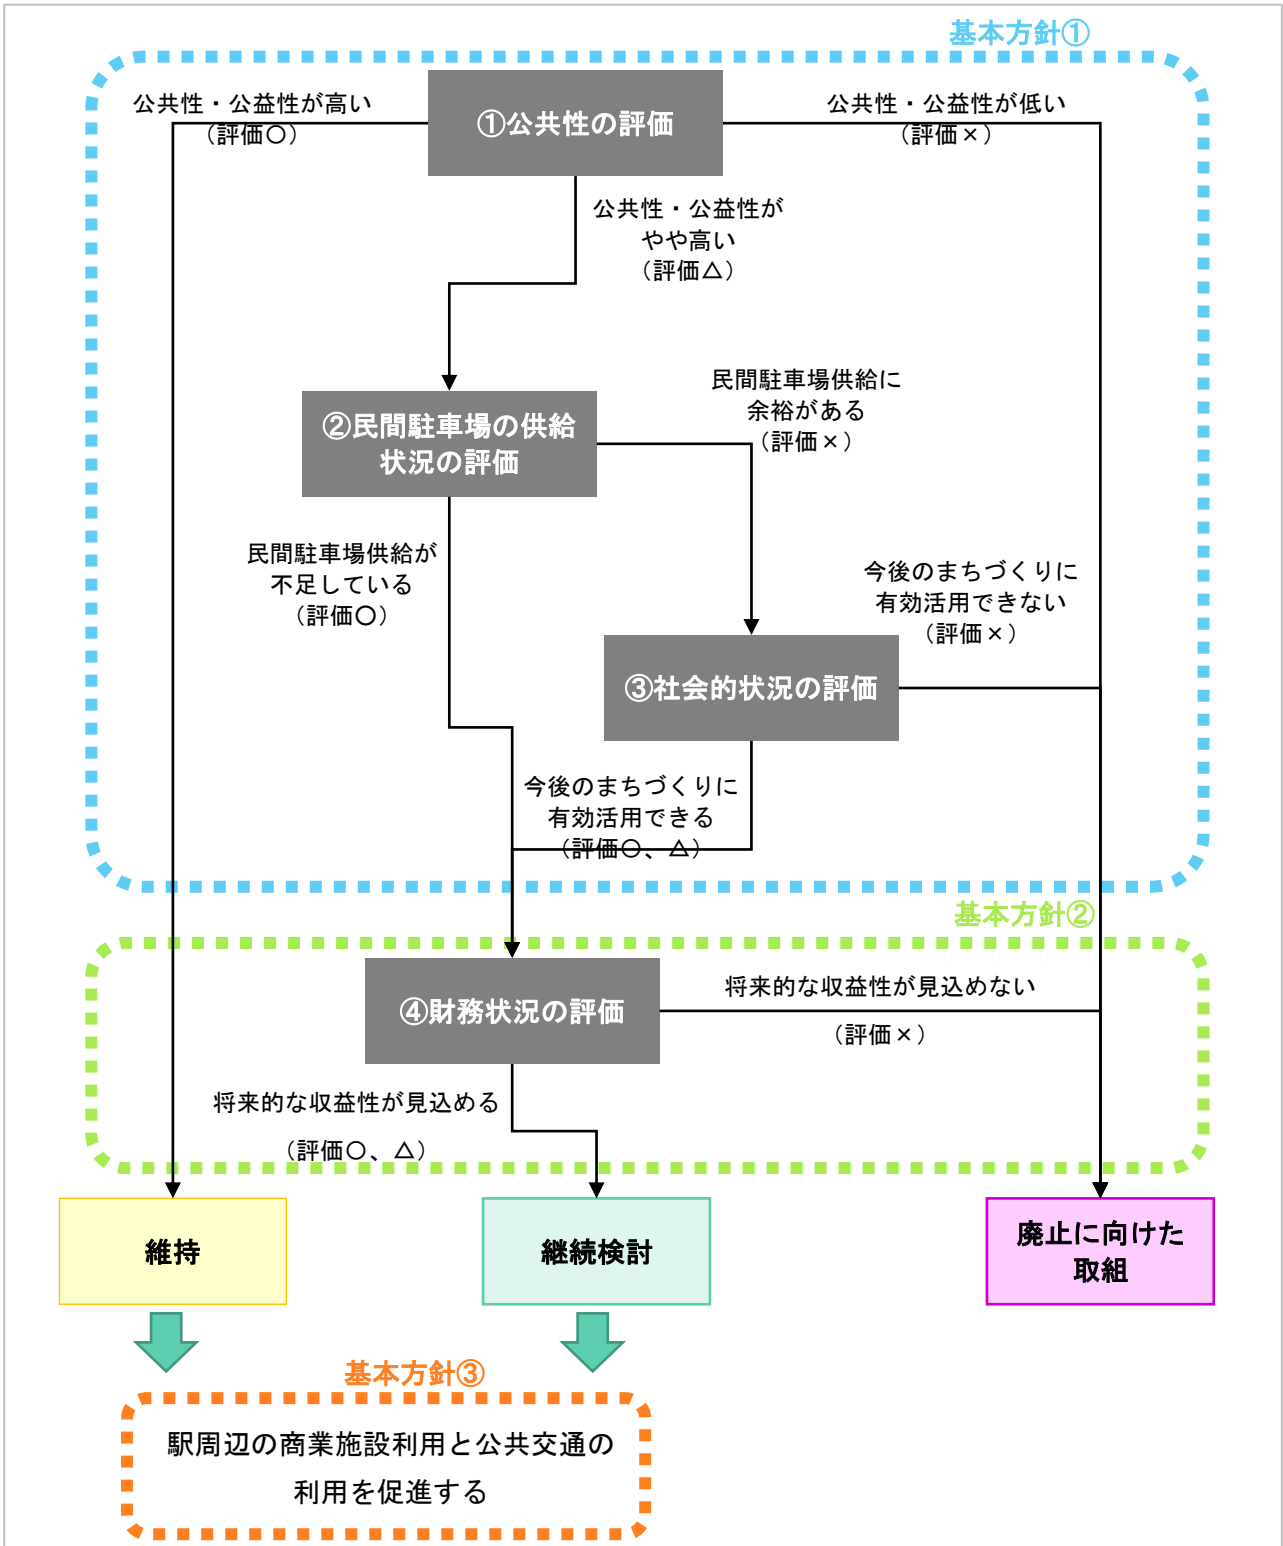 基本方針①
公共性・公益性が高い
（評価〇）
①公共性の評価
公共性・公益性が低い
（評価×）
公共性・公益性が
やや高い
（評価△）
②民間駐車場の供給
状況の評価
民間駐車場供給に
余裕がある
（評価×）
民間駐車場供給が
不足している
（評価〇）
今後のまちづくりに
有効活用できない
（評価×）
③社会的状況の評価
今後のまちづくりに
有効活用できる
（評価〇、△）
基本方針②
④財務状況の評価
将来的な収益性が見込めない
（評価×）
将来的な収益性が見込める
（評価〇、△）
維持
継続検討
廃止に向けた
取組
基本方針③
駅周辺の商業施設利用と公共交通の
利用を促進する